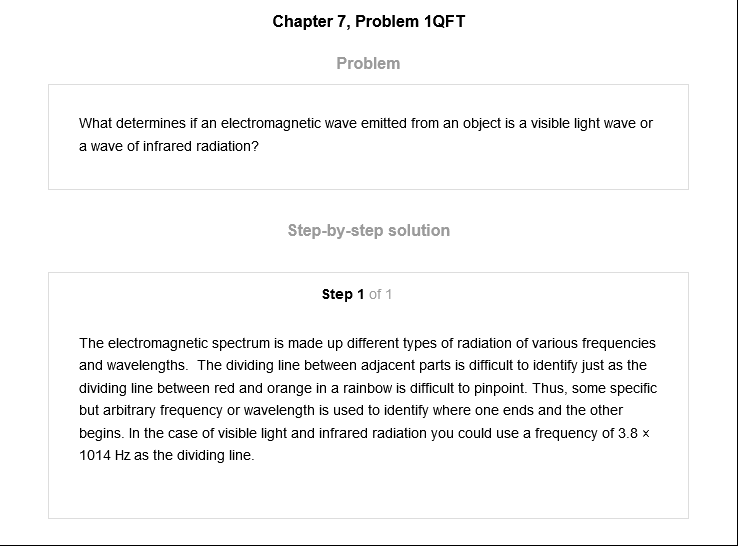 Chapter 7, Problem 1QFT
Problem
What determines if an electromagnetic wave emitted from an object is a visible light wave or
a wave of infrared radiation?
Step-by-step solution
Step 1 of 1
The electromagnetic spectrum is made up different types of radiation of various frequencies
and wavelengths.  The dividing line between adjacent parts is difficult to identify just as the
dividing line between red and orange in a rainbow is difficult to pinpoint. Thus, some specific
but arbitrary frequency or wavelength is used to identify where one ends and the other
begins. In the case of visible light and infrared radiation you could use a frequency of 3.8 ×
1014 Hz as the dividing line.